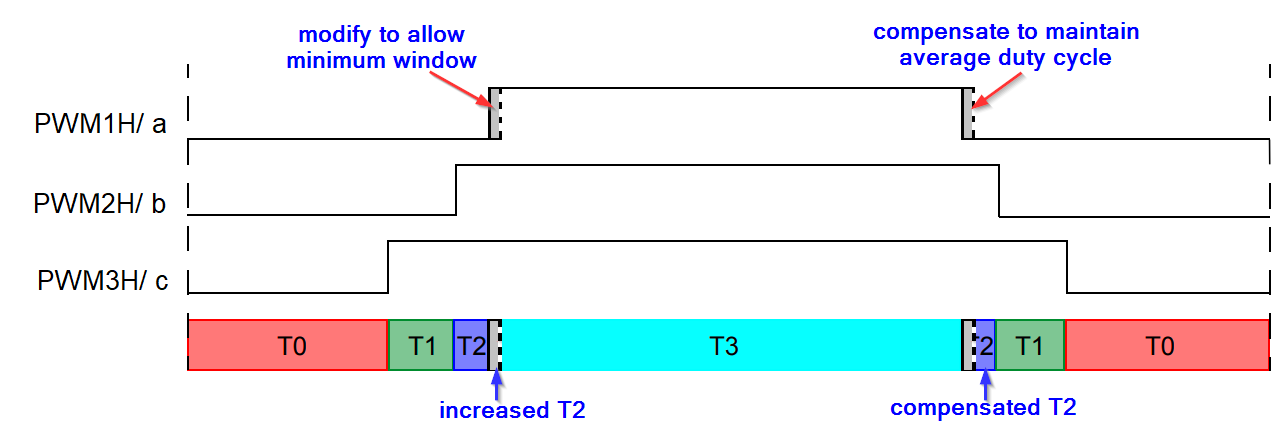 modify to allow
minimum window
compensate to maintain
average duty cycle
PWM1H/ a
PWM2H/ b
PWM3H/ c
T0
T1
T2
T3
T2
T1
T0
increased T2
compensated T2